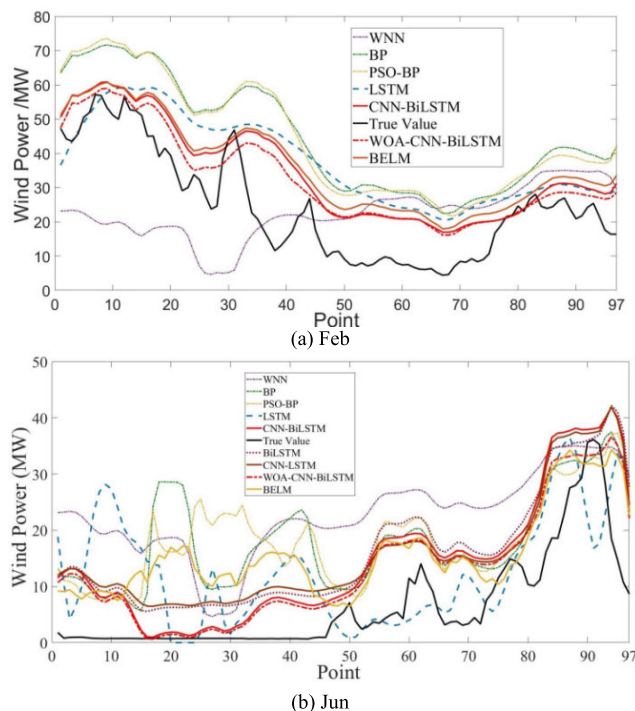 80
70
60
50
40
30
20
10
0
Wind Power /MW
WNN
BP
PSO-BP
LSTM
CNN-BiLSTM
True Value
WOA-CNN-BiLSTM
BELM
0 10 20 30 40 50 60 70 80 90 97
Point
(a) Feb
50
40
30
20
10
0
Wind Power (MW)
WNN
BP
PSO-BP
LSTM
CNN-BiLSTM
True Value
BiLSTM
CNN-LSTM
WOA-CNN-BiLSTM
BELM
0 10 20 30 40 50 60 70 80 90 97
Point
(b) Jun